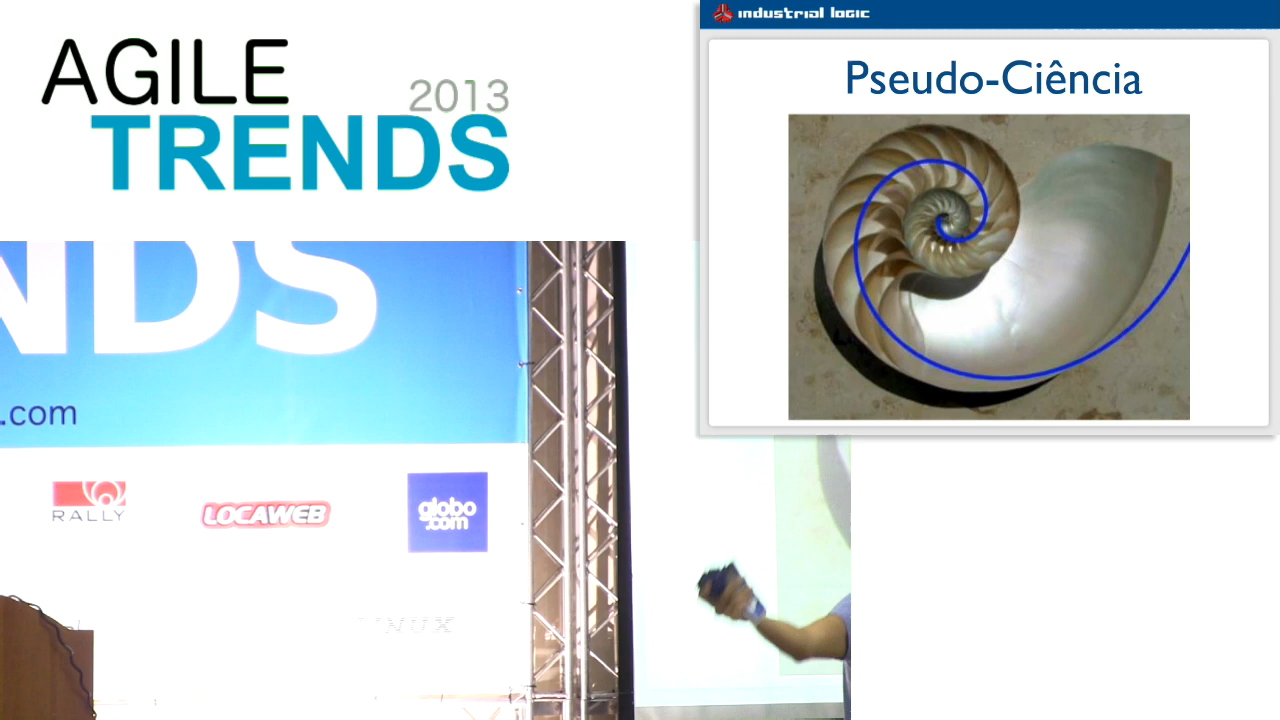 AGILE
2013
TRENDS
industrial logic
Pseudo-Ciência
NDS
.com
RALLY
LOCAWEB
globo
.com